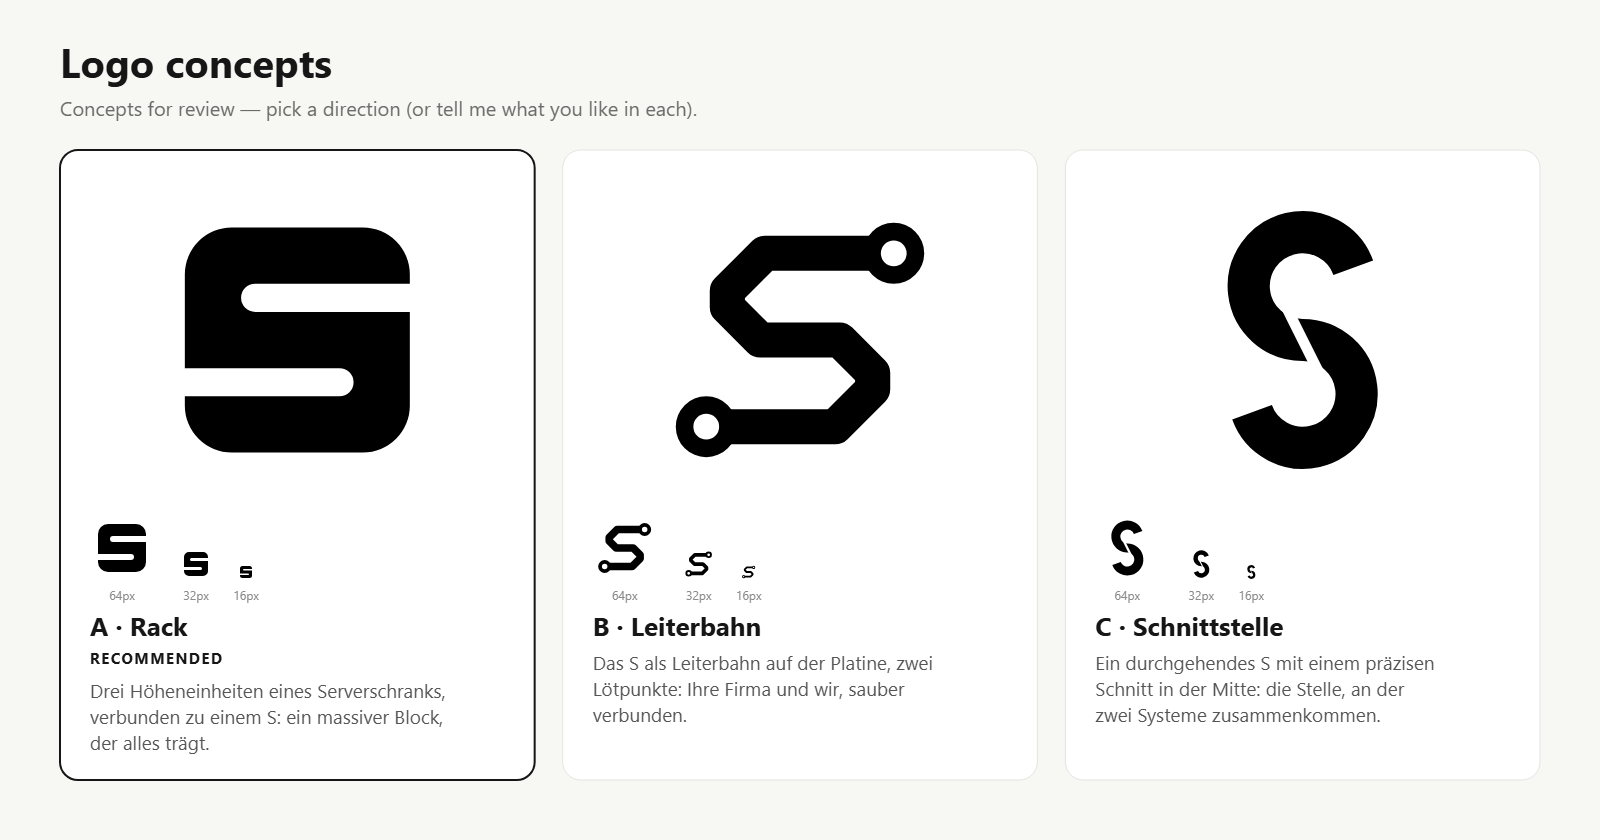 Logo concepts
Concepts for review — pick a direction (or tell me what you like in each).
64px 32px 16px
A · Rack
RECOMMENDED
Drei Höheneinheiten eines Serverschranks,
verbunden zu einem S: ein massiver Block,
der alles trägt.
64px 32px 16px
B · Leiterbahn
Das S als Leiterbahn auf der Platine, zwei
Lötpunkte: Ihre Firma und wir, sauber
verbunden.
64px 32px 16px
C · Schnittstelle
Ein durchgehendes S mit einem präzisen
Schnitt in der Mitte: die Stelle, an der
zwei Systeme zusammenkommen.